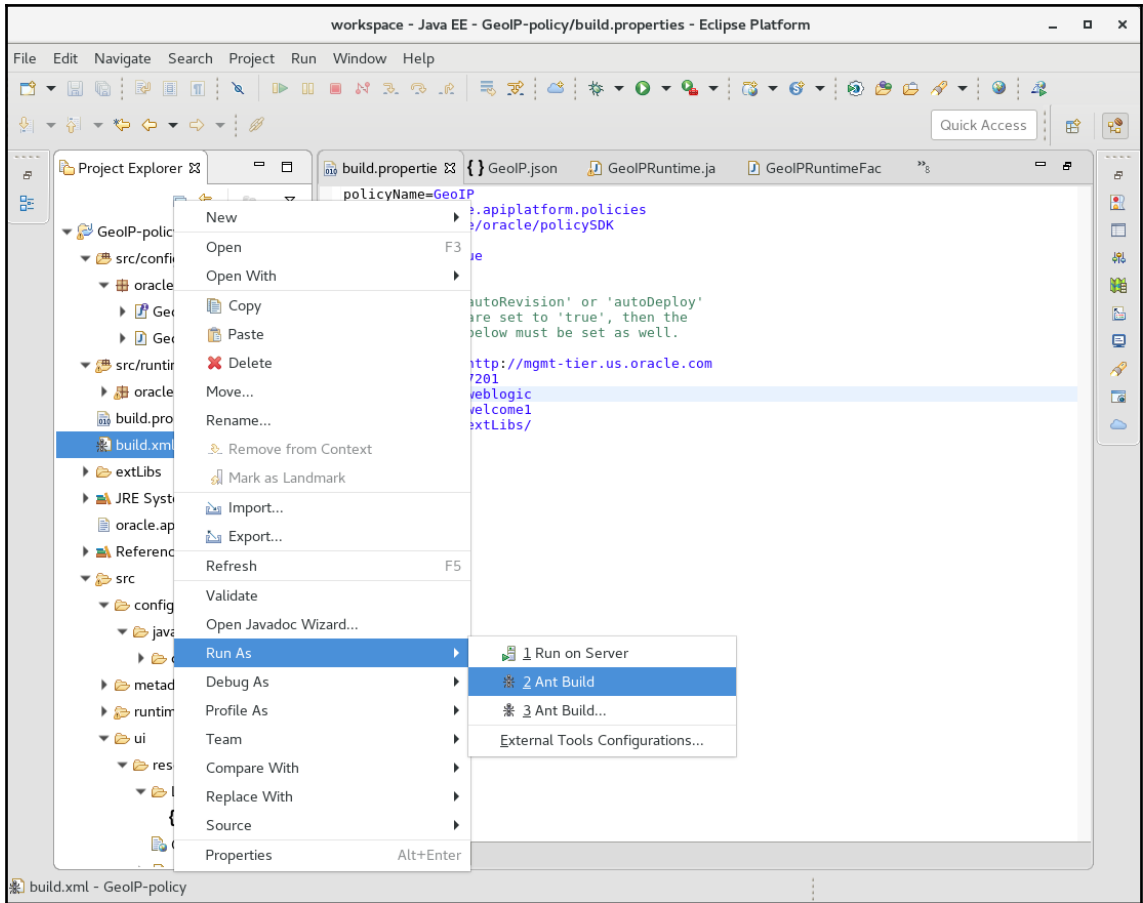 workspace - Java EE - GeoIP-policy/build.properties - Eclipse Platform
File Edit Navigate Search Project Run Window Help
Quick Access
Project Explorer
build.propertie
GeoIP.json
GeoIPRuntime.ja
GeoIPRuntimeFac
8
GeoIP-polic
src/confi
oracle
Geo
Geo
src/runtir
oracle
build.pro
build.xml
extLibs
JRE Syst
oracle.ap
Referenc
src
config
java
metad
runtim
ui
res
policyName=GeoIP
e.apiplatform.policies
e/oracle/policySDK
ue
autoRevision' or 'autoDeploy'
are set to 'true', then the
below must be set as well.
http://mgmt-tier.us.oracle.com
7201
weblogic
welcome1
extLibs/
New
Open F3
Open With
Copy
Paste
Delete
Move...
Rename...
Remove from Context
Mark as Landmark
Import...
Export...
Refresh F5
Validate
Open Javadoc Wizard...
Run As
Debug As
Profile As
Team
Compare With
Replace With
Source
Properties Alt+Enter
1 Run on Server
2 Ant Build
3 Ant Build...
External Tools Configurations...
build.xml - GeoIP-policy